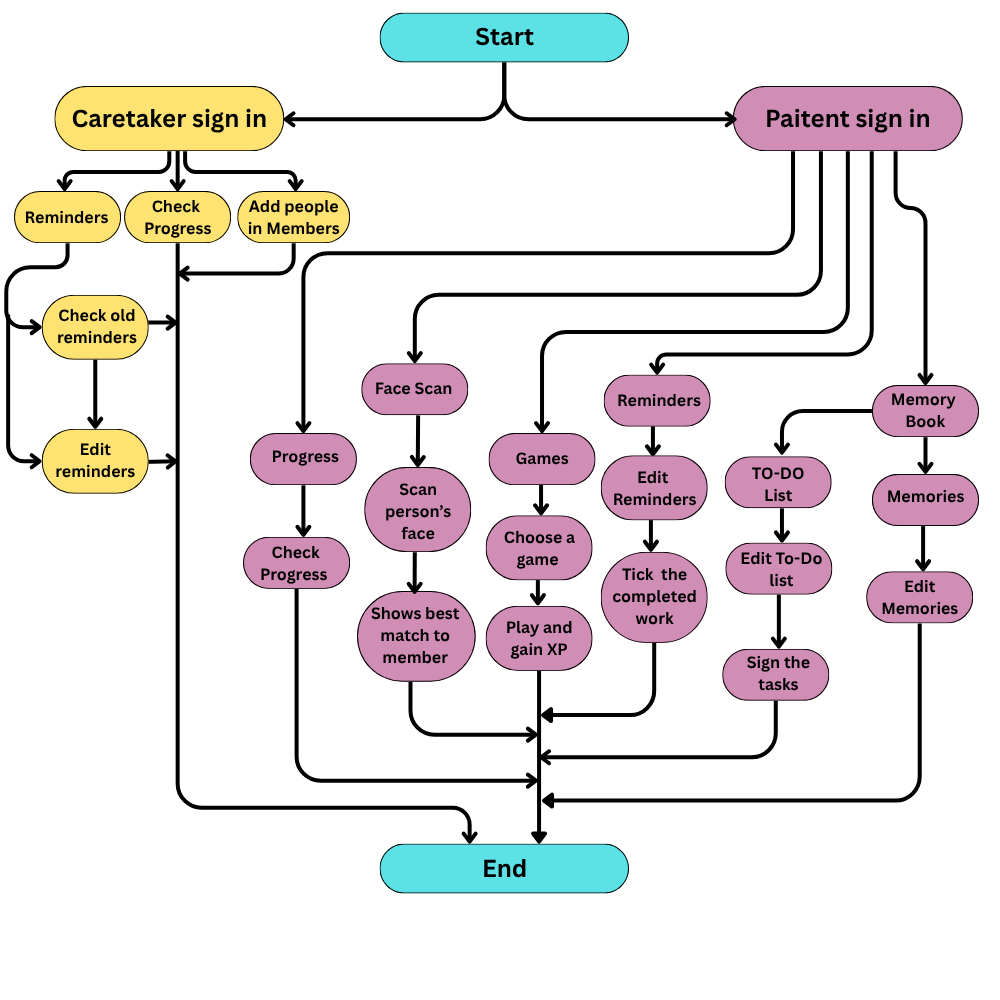 Start
Caretaker sign in
Paitent sign in
Reminders
Check
Progress
Add people
in Members
Check old
reminders
Edit
reminders
Progress
Check
Progress
Face Scan
Scan
person's
face
Shows best
match to
member
Games
Choose a
game
Play and
gain XP
Reminders
Edit
Reminders
Tick the
completed
work
Memory
Book
TO-DO
List
Edit To-Do
list
Sign the
tasks
Memories
Edit
Memories
End